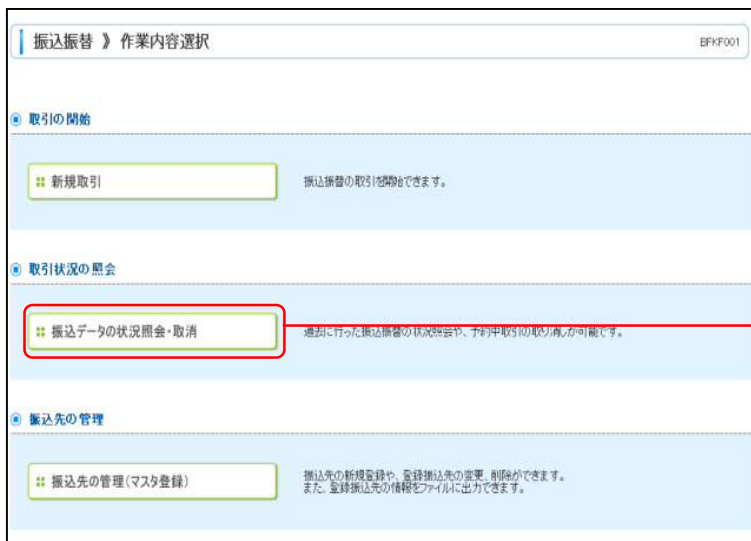 振込振替 》 作業内容選択
BFKF001
取引の開始
新規取引
振込振替の取引を開始できます。
取引状況の照会
振込データの状況照会・取消
過去に行った振込振替の状況照会や、予約中取引の取り消しが可能です。
振込先の管理
振込先の管理(マスタ登録)
振込先の新規登録や、登録振込先の変更、削除ができます。
また、登録振込先の情報をファイルに出力できます。